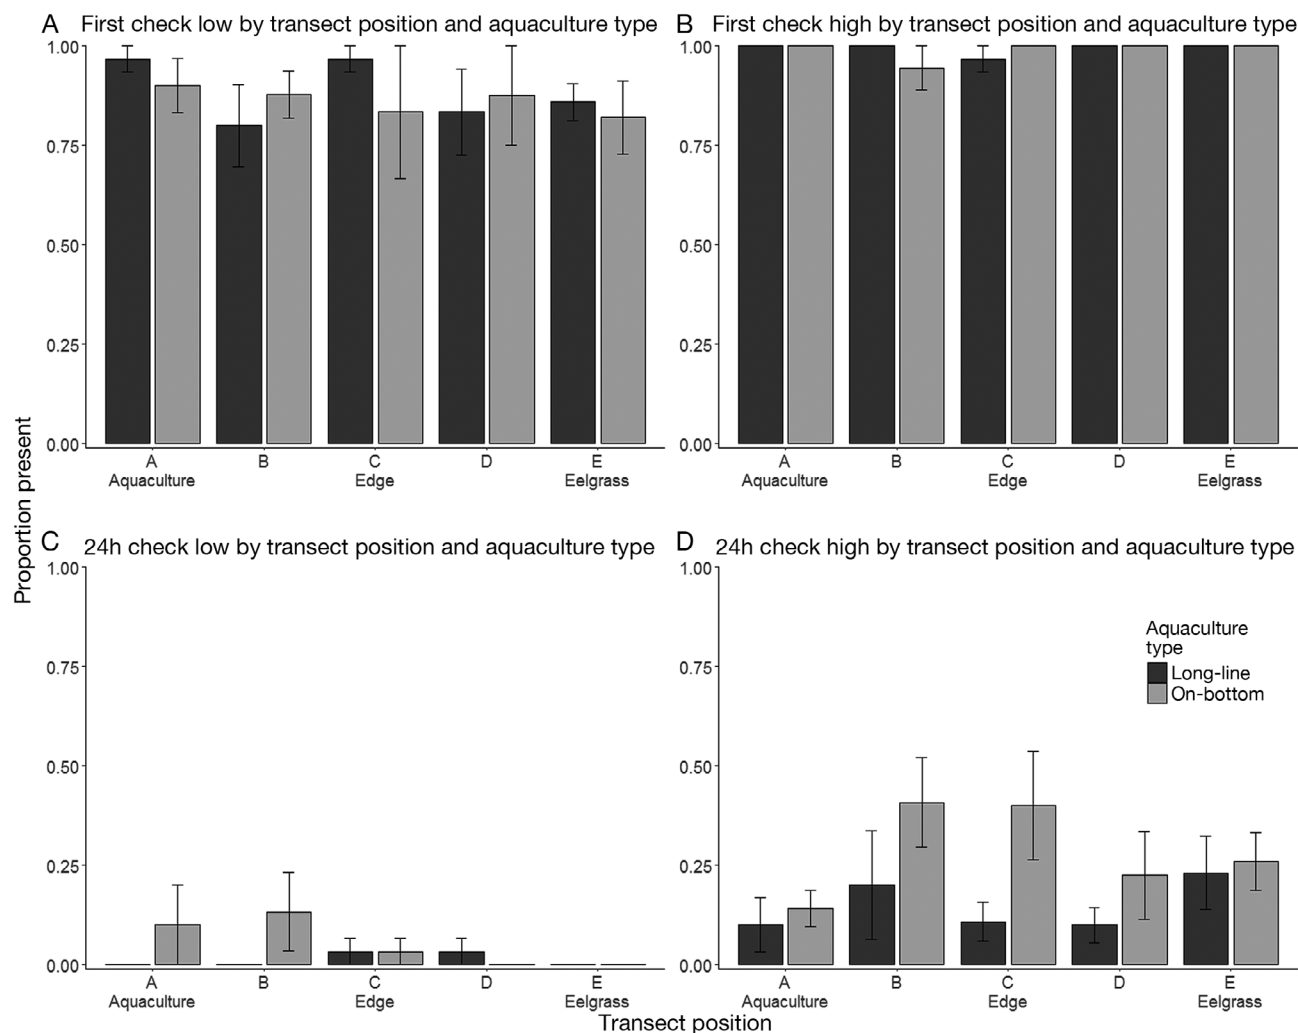 A First check low by transect position and aquaculture type
1.00
0.75
0.50
0.25
0.00
A B C D E
Aquaculture Edge Eelgrass
B First check high by transect position and aquaculture type
1.00
0.75
0.50
0.25
0.00
A B C D E
Aquaculture Edge Eelgrass
Proportion present
C 24h check low by transect position and aquaculture type
1.00
0.75
0.50
0.25
0.00
A B C D E
Aquaculture Edge Eelgrass
D 24h check high by transect position and aquaculture type
1.00
0.75
0.50
0.25
0.00
Aquaculture
type
Long-line
On-bottom
A B C D E
Aquaculture Edge Eelgrass
Transect position